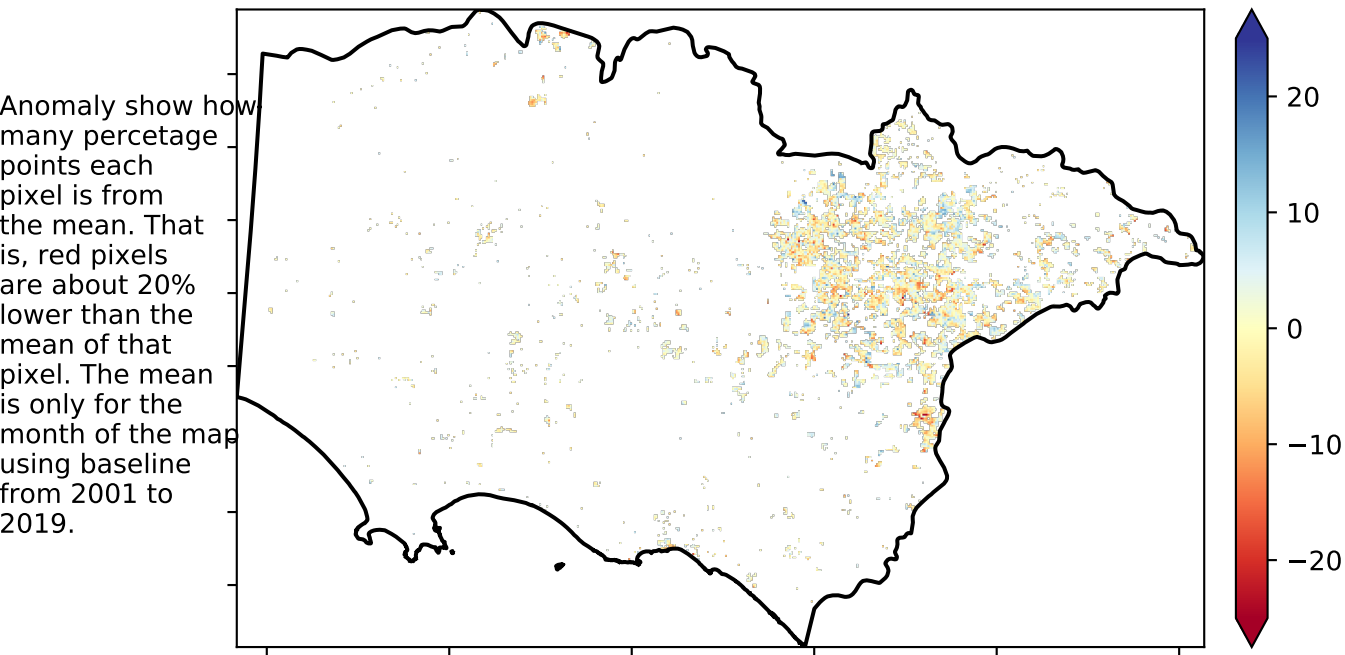 Anomaly show how
many percetage
points each
pixel is from
the mean. That
is, red pixels
are about 20%
lower than the
mean of that
pixel. The mean
is only for the
month of the map
using baseline
from 2001 to
2019.
20
10
0
−10
−20